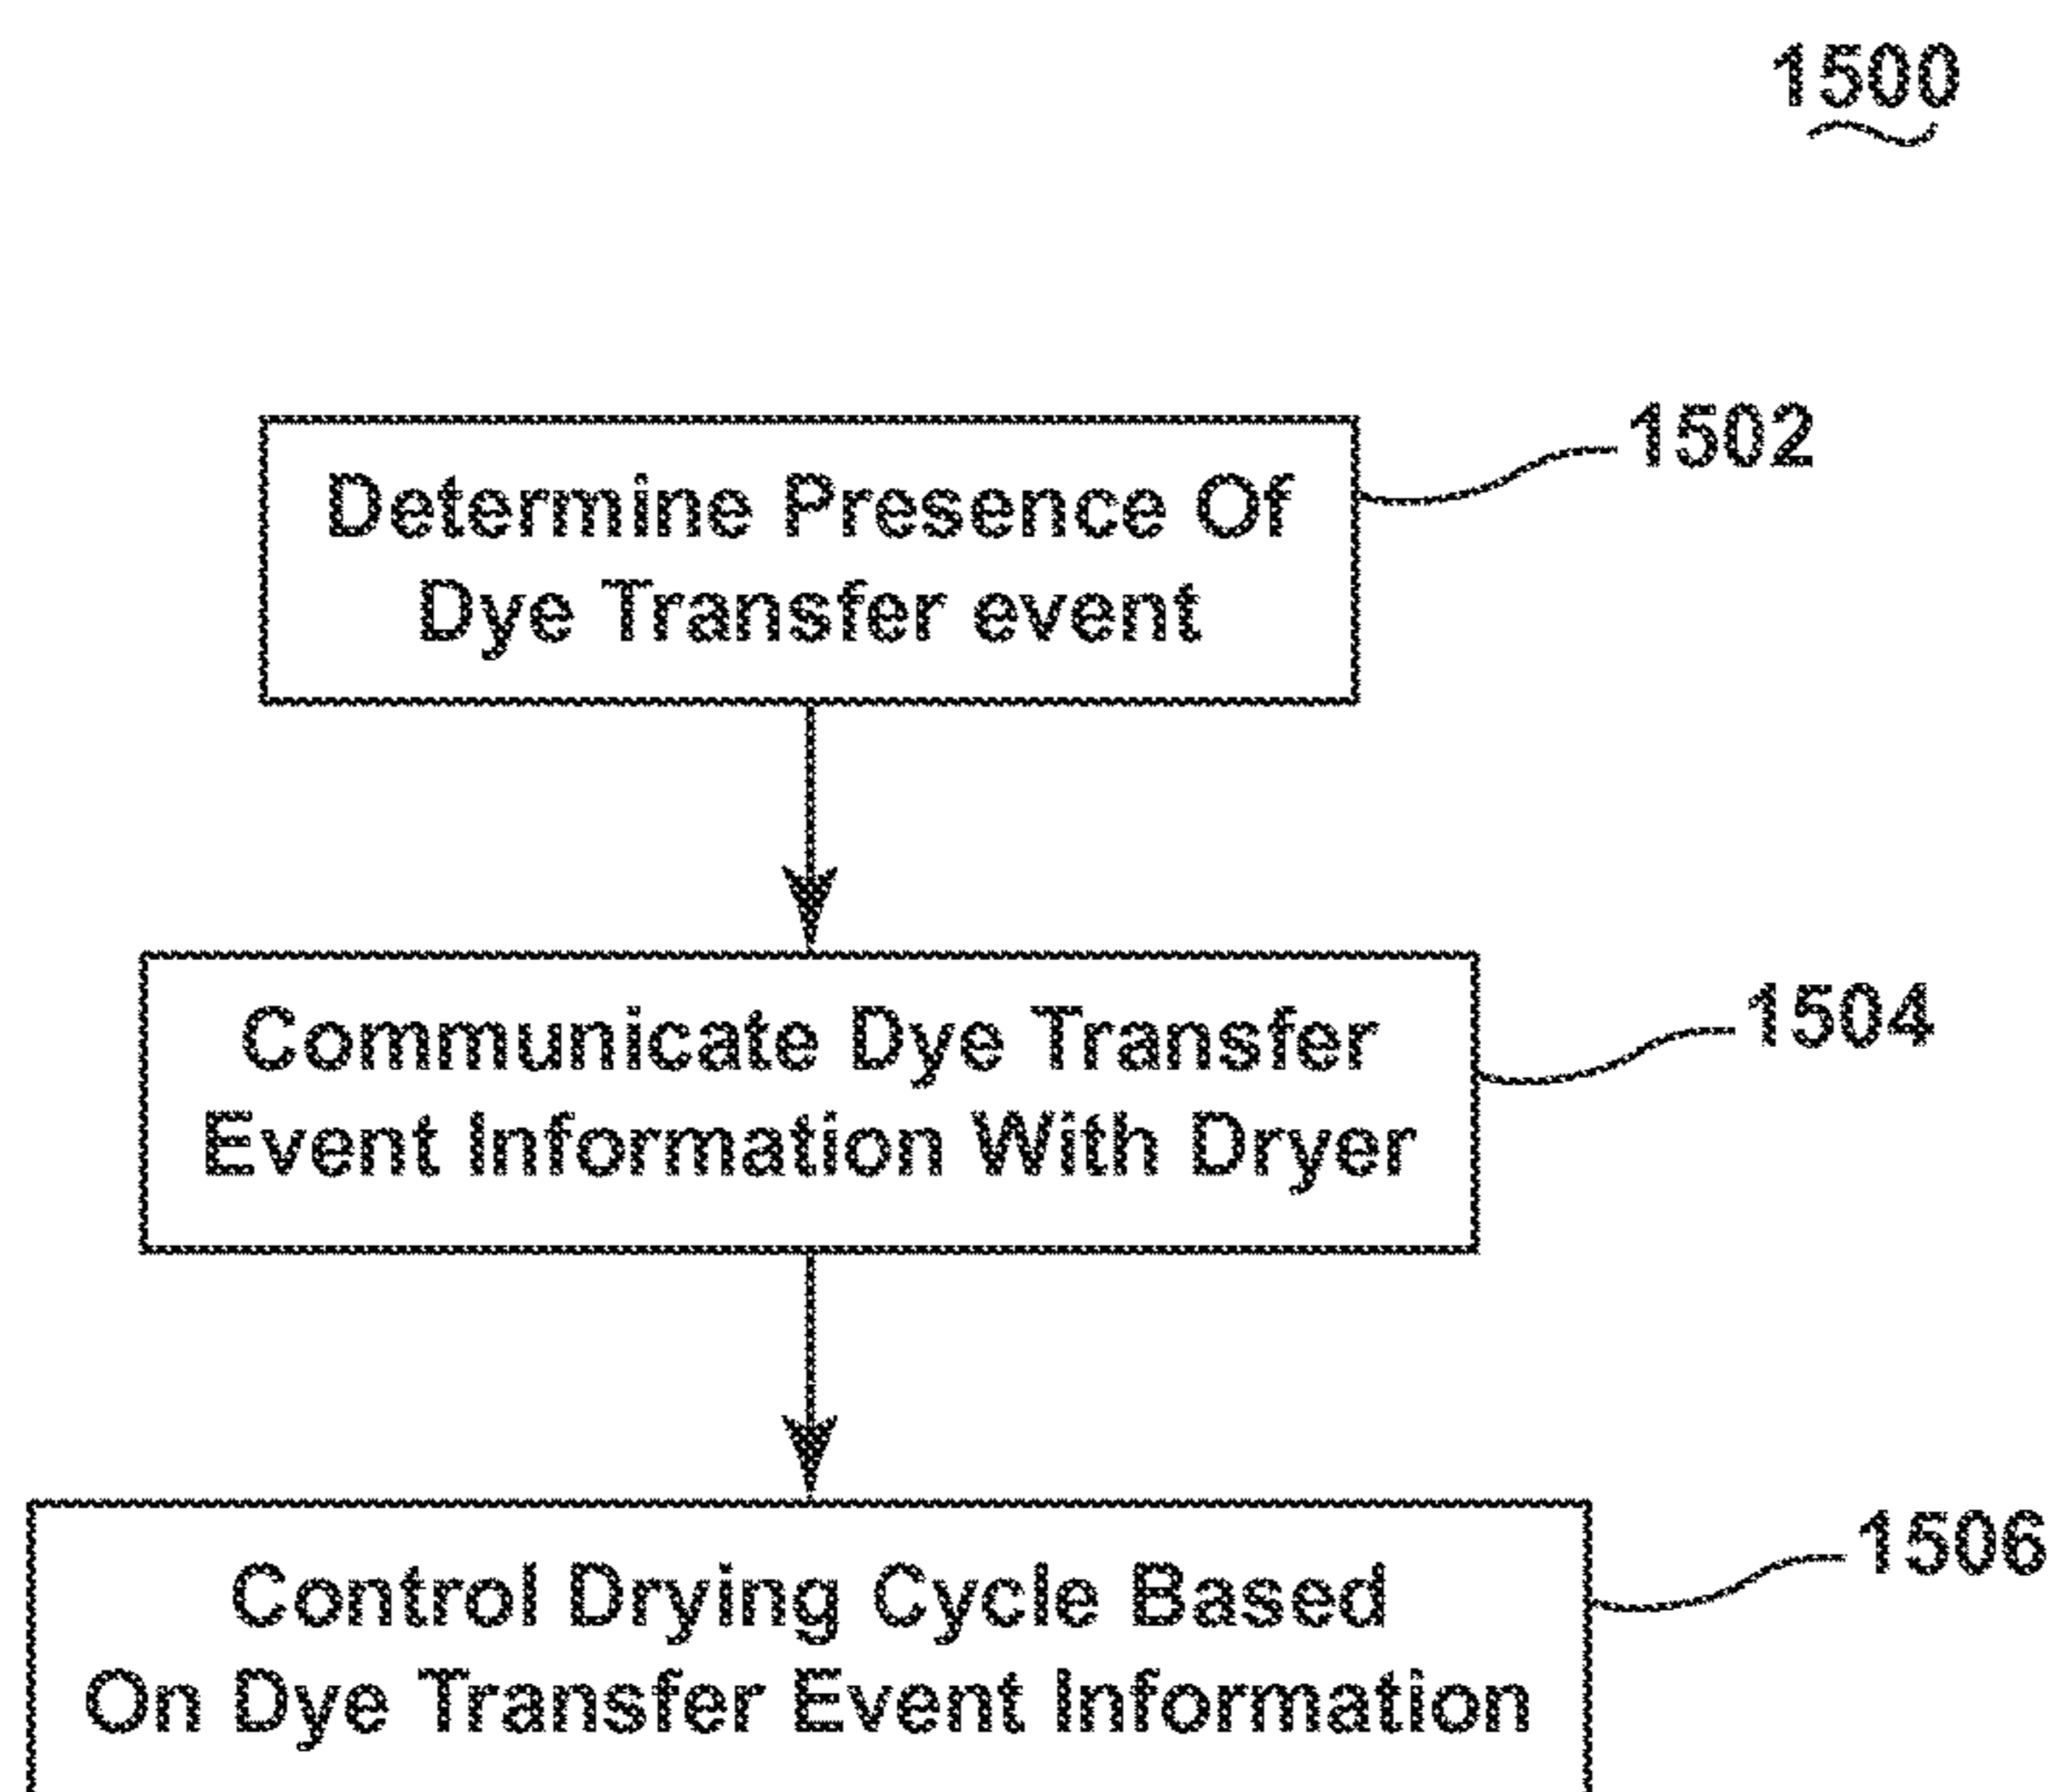 1500
Determine Presence Of
Dye Transfer event
1502
Communicate Dye Transfer
Event Information With Dryer
1504
Control Drying Cycle Based
On Dye Transfer Event Information
1506